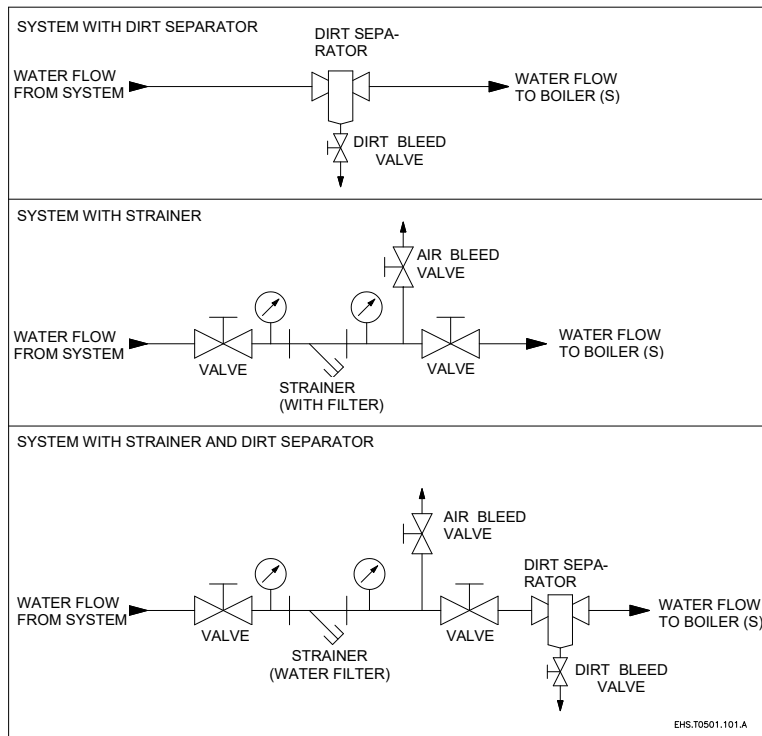 SYSTEM WITH DIRT SEPARATOR
DIRT SEPA-
RATOR
WATER FLOW
FROM SYSTEM
WATER FLOW
TO BOILER (S)
DIRT BLEED
VALVE
SYSTEM WITH STRAINER
AIR BLEED
VALVE
WATER FLOW
FROM SYSTEM
VALVE
STRAINER
(WITH FILTER)
VALVE
WATER FLOW
TO BOILER (S)
SYSTEM WITH STRAINER AND DIRT SEPARATOR
AIR BLEED
VALVE
DIRT SEPA-
RATOR
WATER FLOW
FROM SYSTEM
VALVE
STRAINER
(WATER FILTER)
VALVE
WATER FLOW
TO BOILER (S)
DIRT BLEED
VALVE
EHS.T0501.101.A